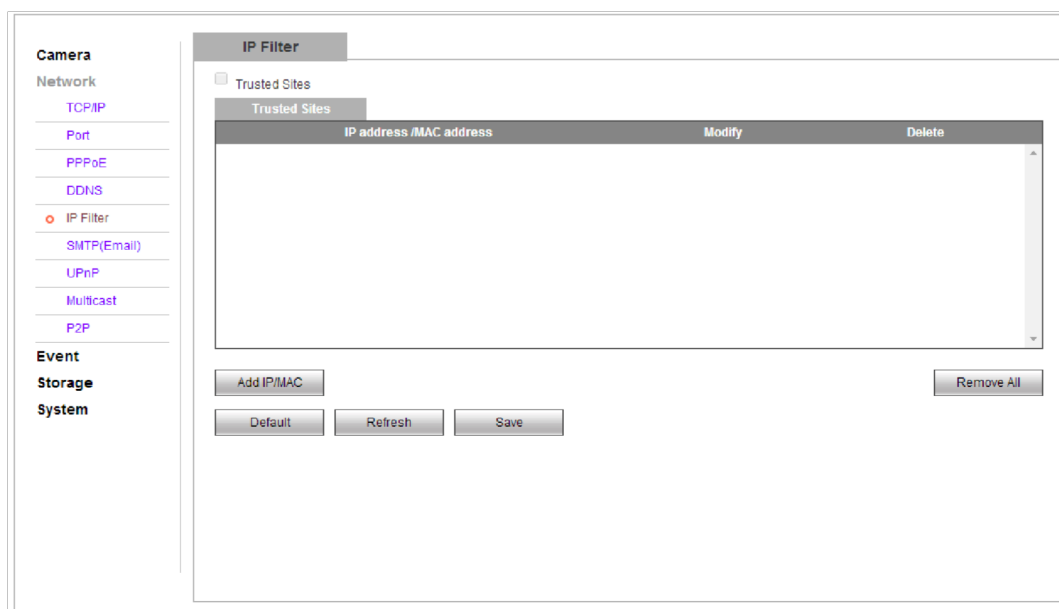 Camera
Network
TCP/IP
Port
PPPoE
DDNS
IP Filter
SMTP(Email)
UPnP
Multicast
P2P
Event
Storage
System
IP Filter
Trusted Sites
Trusted Sites
IP address /MAC address Modify Delete
Add IP/MAC Remove All
Default Refresh Save